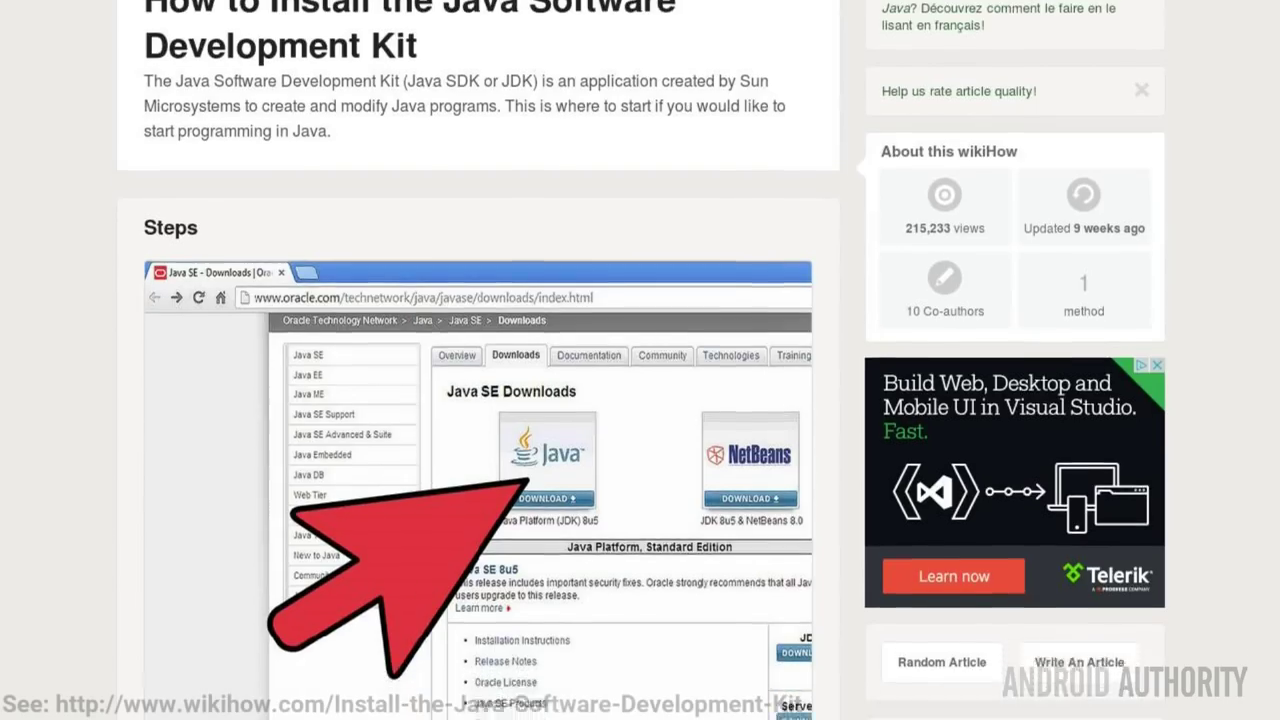 How to Install the Java Software
Development Kit
The Java Software Development Kit (Java SDK or JDK) is an application created by Sun
Microsystems to create and modify Java programs. This is where to start if you would like to
start programming in Java.
Steps
Java SE - Downloads | Ora
www.oracle.com/technetwork/java/javase/downloads/index.html
Oracle Technology Network > Java > Java SE > Downloads
Java SE
Java EE
Java ME
Java SE Support
Java SE Advanced & Suite
Java Embedded
Java DB
Web Tier
Java
New to Java
Overview
Downloads
Documentation
Community
Technologies
Training
Java SE Downloads
Java
DOWNLOAD
Java Platform (JDK) 8u5
NetBeans
DOWNLOAD
JDK 8u5 & NetBeans 8.0
Java Platform, Standard Edition
SE 8u5
release includes important security fixes. Oracle strongly recommends that all Jav
users upgrade to this release.
Learn more
• Installation Instructions
• Release Notes
• Oracle License
• Java SE Products
Java? Découvrez comment le faire en le
lisant en français!
Help us rate article quality!
About this wikiHow
215,233 views
Updated 9 weeks ago
10 Co-authors
1
method
Build Web, Desktop and
Mobile UI in Visual Studio.
Fast.
Learn now
Telerik
A PROGRESS COMPANY
Random Article
Write An Article
ANDROID AUTHORITY
See: http://www.wikihow.com/Install-the-Java-Software-Development-Kit